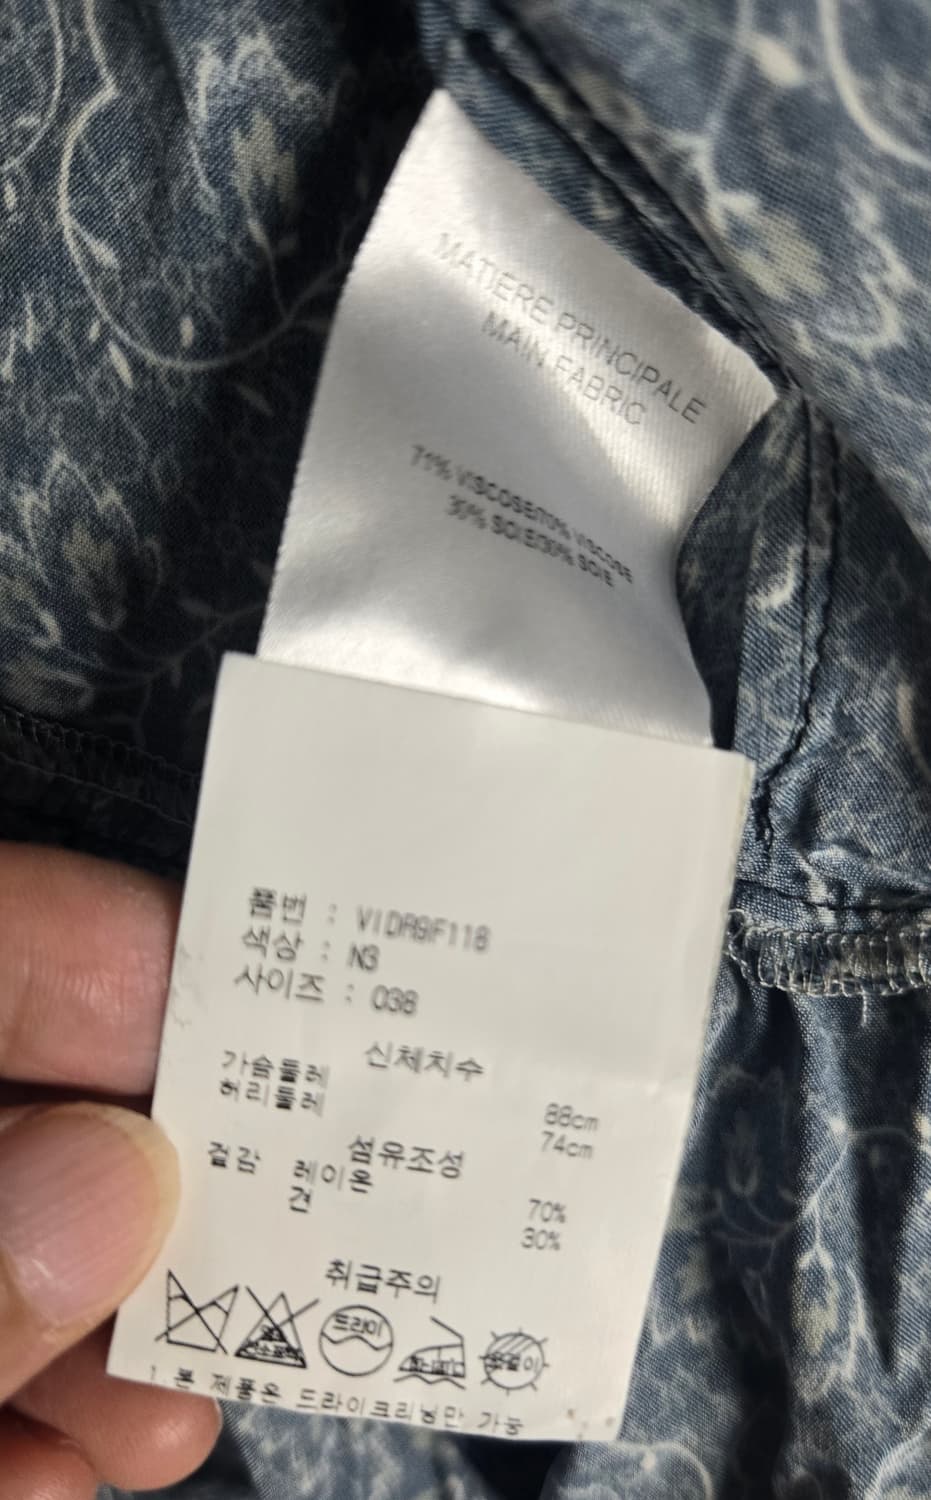 MATIERE PRINCIPALE
MAIN FABRIC
71% VISCOSE/70% VISCOSE
30% SOIE/30% SOIE
품번 : VIDR9F118
색상 : N3
사이즈 : 038
신체치수
가슴둘레 88cm
허리둘레 74cm
섬유조성
겉감 레이온 70%
견 30%
취급주의
드라이
1. 본 제품은 드라이크리닝만 가능